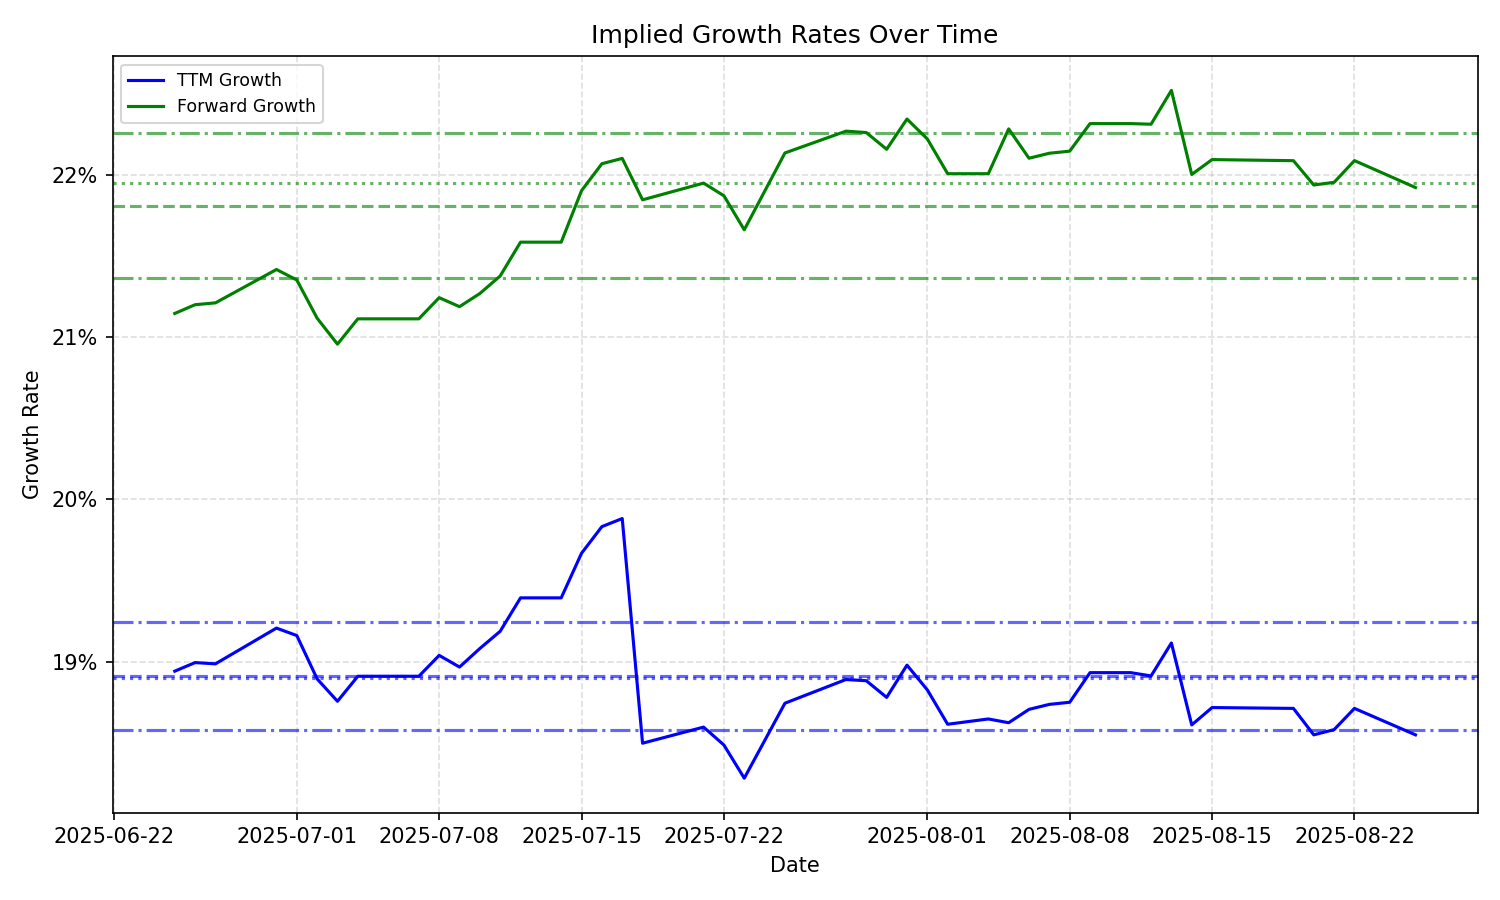 Implied Growth Rates Over Time
TTM Growth
Forward Growth
22%
21%
20%
19%
Growth Rate
2025-06-22 2025-07-01 2025-07-08 2025-07-15 2025-07-22 2025-08-01 2025-08-08 2025-08-15 2025-08-22
Date